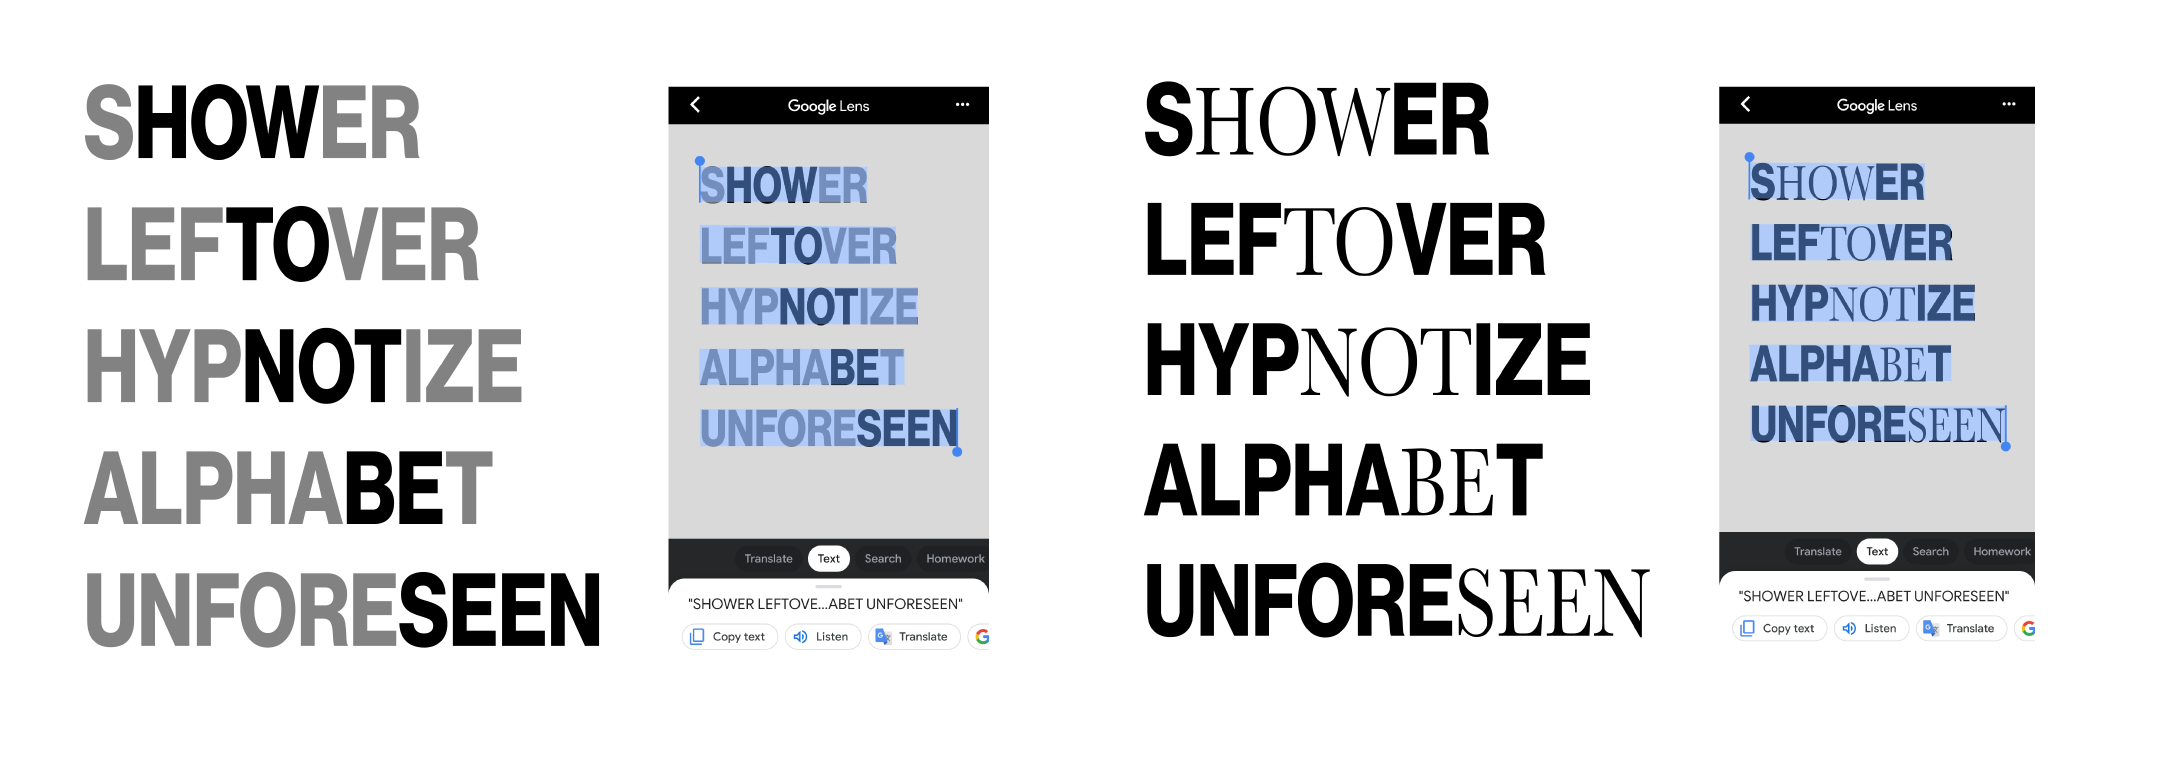 SHOWER
LEFTOVER
HYPNOTIZE
ALPHABET
UNFORESEEN
Google Lens
SHOWER
LEFTOVER
HYPNOTIZE
ALPHABET
UNFORESEEN
Translate Text Search Homework
"SHOWER LEFTOVE...ABET UNFORESEEN"
Copy text Listen Translate G
SHOWER
LEFTOVER
HYPNOTIZE
ALPHABET
UNFORESEEN
Google Lens
SHOWER
LEFTOVER
HYPNOTIZE
ALPHABET
UNFORESEEN
Translate Text Search Homework
"SHOWER LEFTOVE...ABET UNFORESEEN"
Copy text Listen Translate G